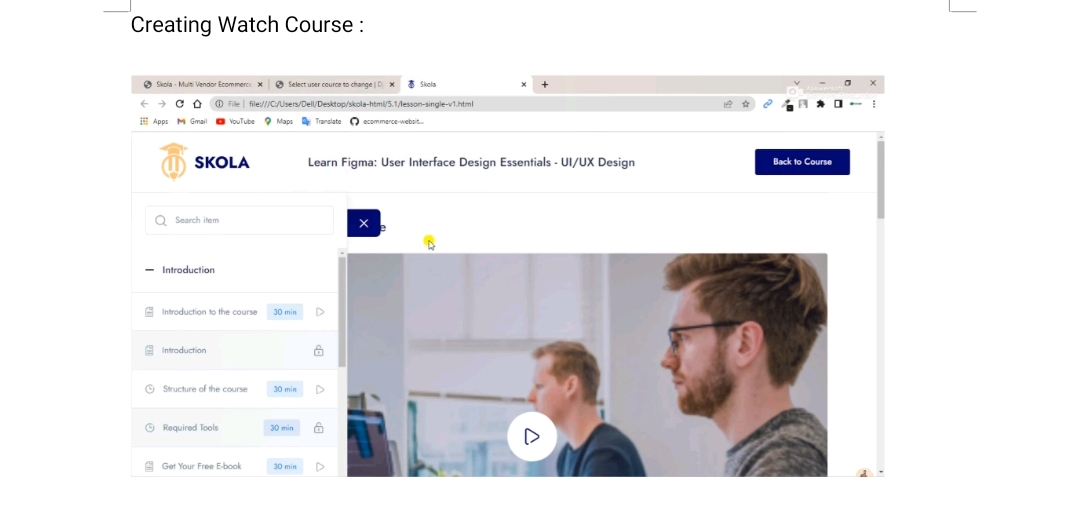 Creating Watch Course :
Skola - Multi Vendor Ecommerc
Select user cource to change | Dj
Skola
File | file:///C:/Users/Dell/Desktop/skola-html/5.1/lesson-single-v1.html
Apps Gmail YouTube Maps Translate ecommerce-websit...
SKOLA
Learn Figma: User Interface Design Essentials - UI/UX Design
Back to Course
Search item
e
Introduction
Introduction to the course 30 min
Introduction
Structure of the course 30 min
Required Tools 30 min
Get Your Free E-book 30 min